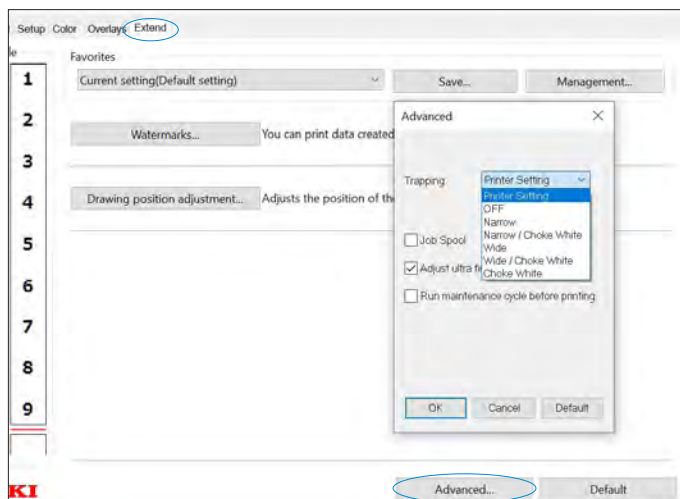 Setup Color Overlays Extend
Favorites
Current setting(Default setting)
Save...
Management...
Watermarks...
You can print data created
Drawing position adjustment...
Adjusts the position of th
1
2
3
4
5
6
7
8
9
KI
Advanced
Trapping
Printer Setting
Printer Setting
OFF
Narrow
Narrow / Choke White
Wide
Wide / Choke White
Choke White
Job Spool
Adjust ultra fi
Run maintenance cycle before printing
OK
Cancel
Default
Advanced...
Default